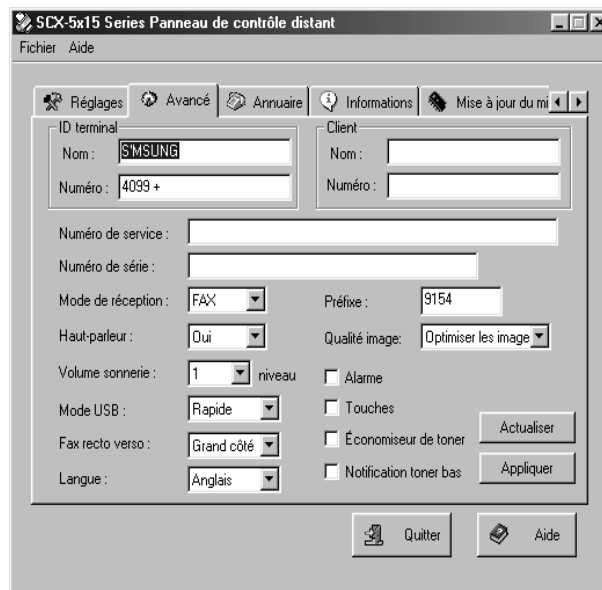 SCX-5x15 Series Panneau de contrôle distant
Fichier Aide
Réglages Avancé Annuaire Informations Mise à jour du mi
ID terminal
Nom : S'MSUNG
Numéro : 4099 +
Client
Nom :
Numéro :
Numéro de service :
Numéro de série :
Mode de réception : FAX
Préfixe : 9154
Haut-parleur : Oui
Qualité image: Optimiser les image
Volume sonnerie : 1 niveau
Alarme
Mode USB : Rapide
Touches
Fax recto verso : Grand côté
Économiseur de toner
Actualiser
Langue : Anglais
Notification toner bas
Appliquer
Quitter
Aide